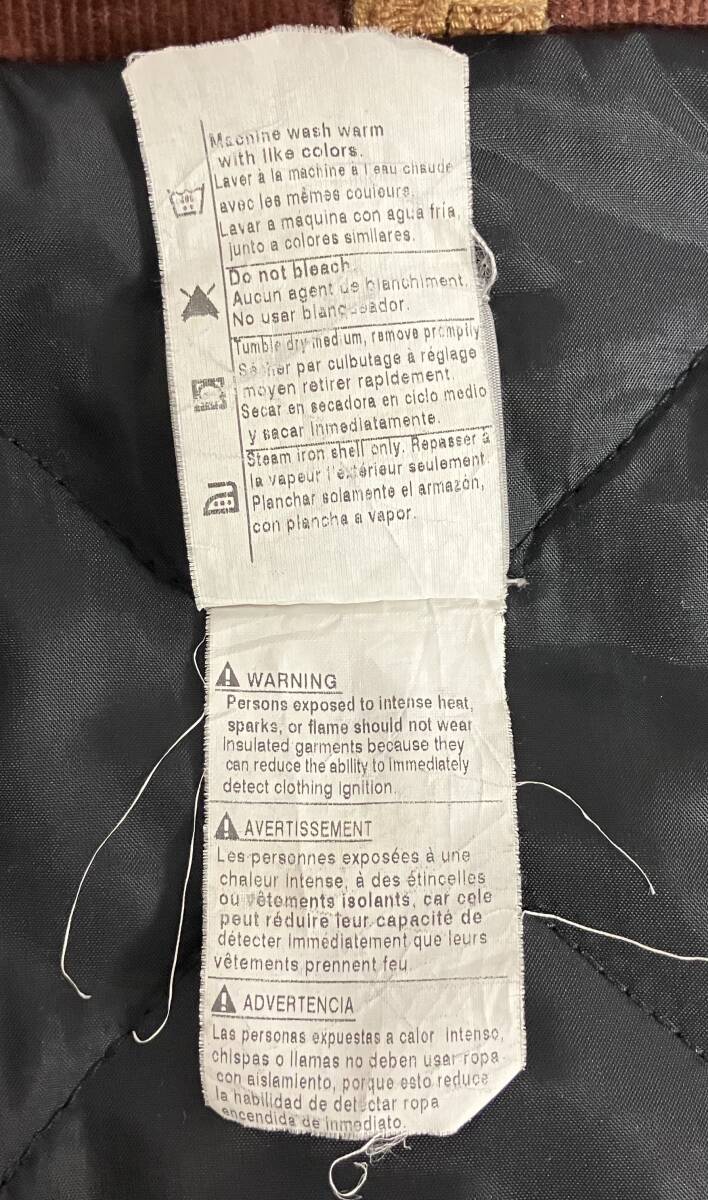 Machine wash warm
with like colors.
Laver à la machine à l'eau chaude
avec les mêmes couleurs.
Lavar a maquina con agua fría,
junto a colores similares.
Do not bleach.
Aucun agent de blanchiment.
No usar blanqueador.
Tumble dry medium, remove promptly
Sécher par culbutage à réglage
moyen retirer rapidement.
Secar en secadora en ciclo medio
y sacar inmediatamente.
Steam iron shell only. Repasser à
la vapeur l'extérieur seulement.
Planchar solamente el armazón,
con plancha a vapor.
WARNING
Persons exposed to intense heat,
sparks, or flame should not wear
Insulated garments because they
can reduce the ability to immediately
detect clothing ignition.
AVERTISSEMENT
Les personnes exposées à une
chaleur intense, à des étincelles
ou vêtements isolants, car cele
peut réduire leur capacité de
détecter immédiatement que leurs
vêtements prennent feu.
ADVERTENCIA
Las personas expuestas a calor intenso,
chispas o llamas no deben usar ropa
con aislamiento, porque esto reduce
la habilidad de detectar ropa
encendida de inmediato.